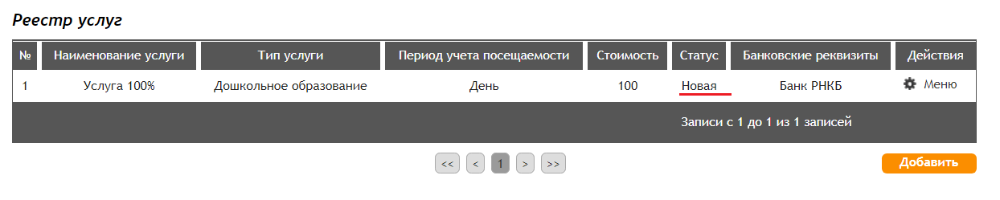 Реестр услуг
№ Наименование услуги Тип услуги Период учета посещаемости Стоимость Статус Банковские реквизиты Действия
1 Услуга 100% Дошкольное образование День 100 Новая Банк РНКБ Меню
Записи с 1 до 1 из 1 записей
<< < 1 > >> Добавить